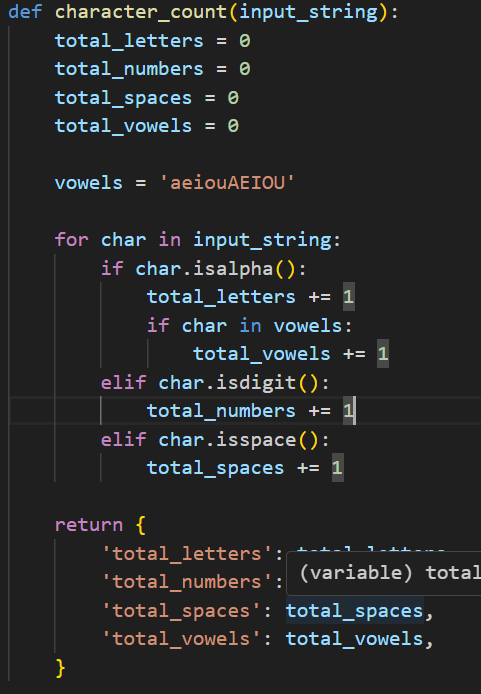 def character_count(input_string):
    total_letters = 0
    total_numbers = 0
    total_spaces = 0
    total_vowels = 0

    vowels = 'aeiouAEIOU'

    for char in input_string:
        if char.isalpha():
            total_letters += 1
            if char in vowels:
                total_vowels += 1
        elif char.isdigit():
            total_numbers += 1
        elif char.isspace():
            total_spaces += 1

    return {
        'total_letters':
        'total_numbers': (variable) total
        'total_spaces': total_spaces,
        'total_vowels': total_vowels,
    }